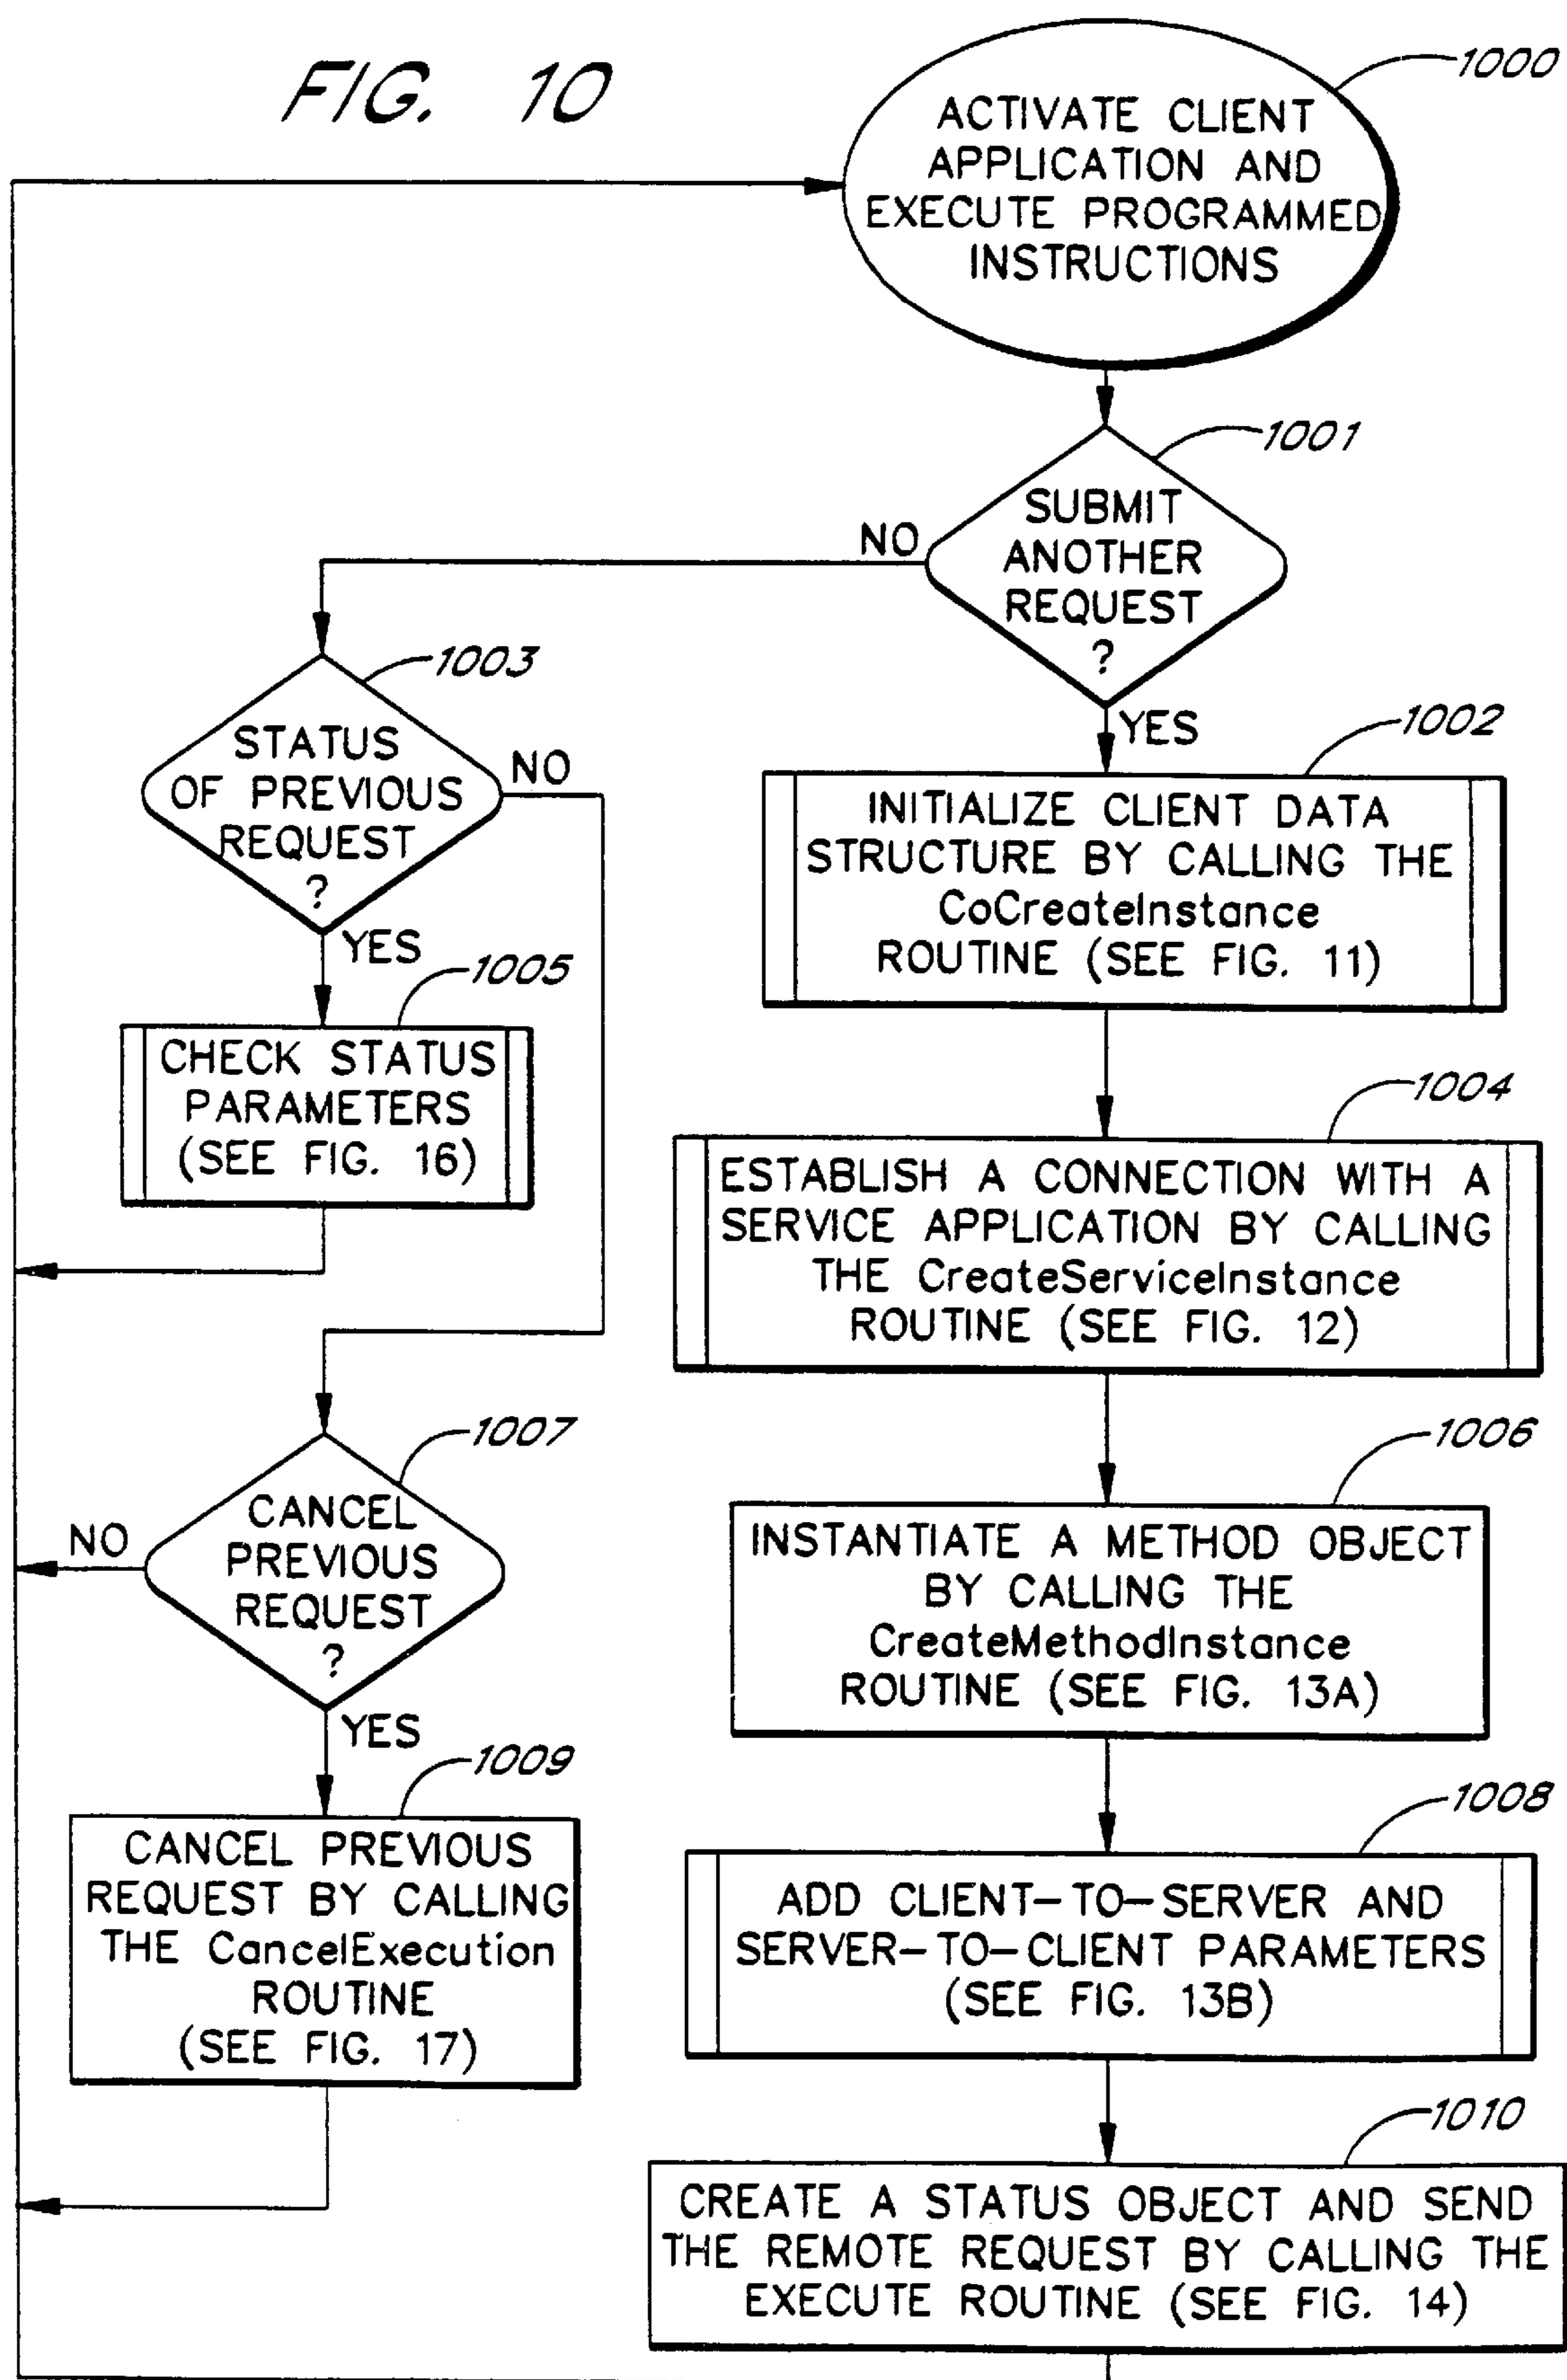 FIG. 10
1000
ACTIVATE CLIENT
APPLICATION AND
EXECUTE PROGRAMMED
INSTRUCTIONS
1001
SUBMIT
ANOTHER
REQUEST
?
NO
YES
1003
STATUS
OF PREVIOUS
REQUEST
?
NO
YES
1002
INITIALIZE CLIENT DATA
STRUCTURE BY CALLING THE
CoCreateInstance
ROUTINE (SEE FIG. 11)
1005
CHECK STATUS
PARAMETERS
(SEE FIG. 16)
1004
ESTABLISH A CONNECTION WITH A
SERVICE APPLICATION BY CALLING
THE CreateServiceInstance
ROUTINE (SEE FIG. 12)
1007
CANCEL
PREVIOUS
REQUEST
?
NO
YES
1006
INSTANTIATE A METHOD OBJECT
BY CALLING THE
CreateMethodInstance
ROUTINE (SEE FIG. 13A)
1009
CANCEL PREVIOUS
REQUEST BY CALLING
THE CancelExecution
ROUTINE
(SEE FIG. 17)
1008
ADD CLIENT-TO-SERVER AND
SERVER-TO-CLIENT PARAMETERS
(SEE FIG. 13B)
1010
CREATE A STATUS OBJECT AND SEND
THE REMOTE REQUEST BY CALLING THE
EXECUTE ROUTINE (SEE FIG. 14)